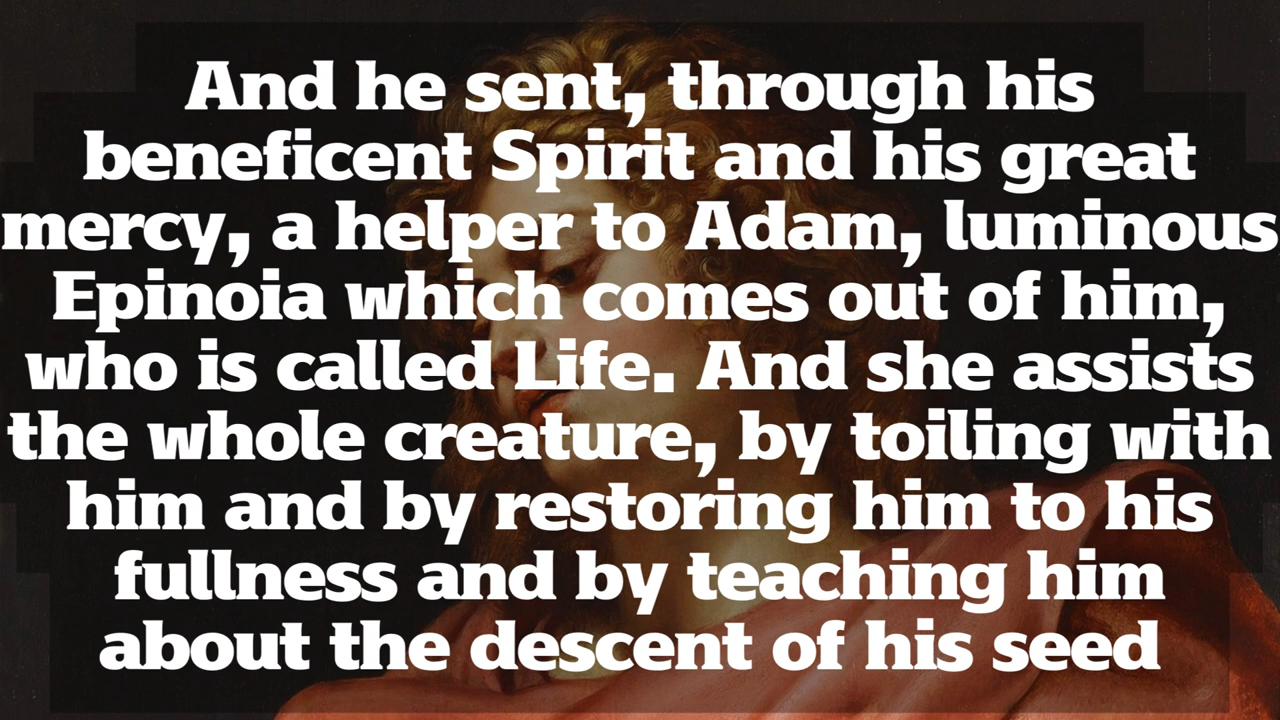 And he sent, through his
beneficent Spirit and his great
mercy, a helper to Adam, luminous
Epinoia which comes out of him,
who is called Life. And she assists
the whole creature, by toiling with
him and by restoring him to his
fullness and by teaching him
about the descent of his seed